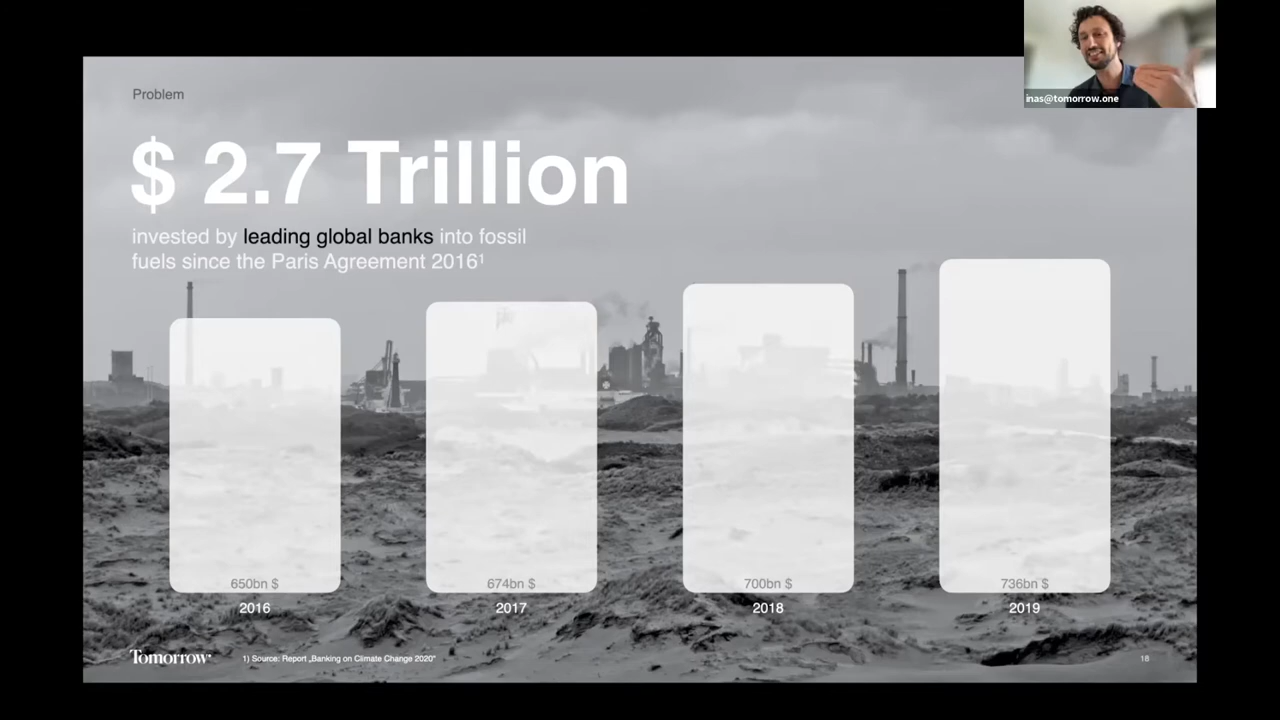 Problem
$ 2.7 Trillion
invested by leading global banks into fossil
fuels since the Paris Agreement 2016¹
650bn $
674bn $
700bn $
736bn $
2016
2017
2018
2019
Tomorrow
1) Source: Report „Banking on Climate Change 2020"
18
inas@tomorrow.one